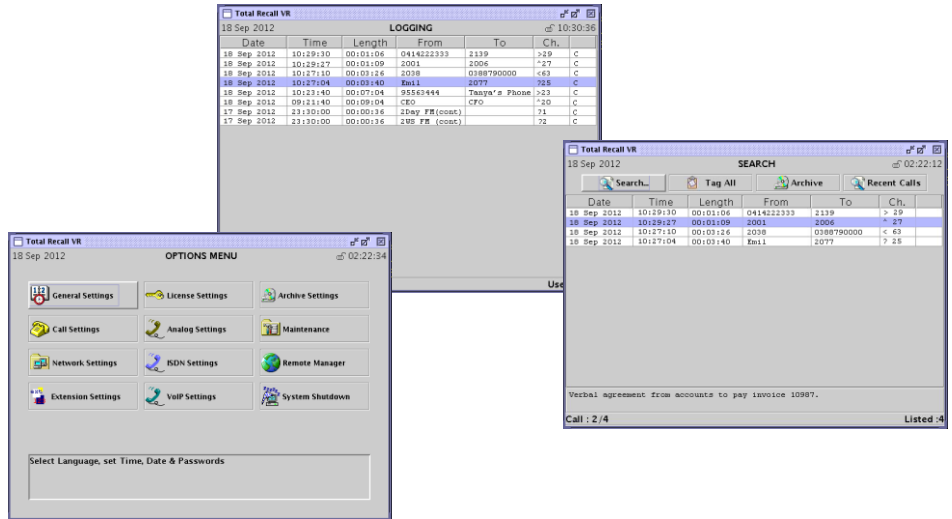 Total Recall VR
18 Sep 2012 LOGGING 10:30:36
Date Time Length From To Ch.
18 Sep 2012 10:29:30 00:01:06 0414222333 2139 >29 C
18 Sep 2012 10:29:27 00:01:09 2001 2006 ^27 C
18 Sep 2012 10:27:10 00:03:26 2038 0388790000 <63 C
18 Sep 2012 10:27:04 00:03:40 Emil 2077 ?25 C
18 Sep 2012 10:23:40 00:07:04 95563444 Tanya's Phone >23 C
18 Sep 2012 09:21:40 00:09:04 CEO CFO ^20 C
17 Sep 2012 23:30:00 00:00:36 2Day FM(cont) ?1 C
17 Sep 2012 23:30:00 00:00:36 2WS FM (cont) ?2 C
Use
Total Recall VR
18 Sep 2012 SEARCH 02:22:12
Search... Tag All Archive Recent Calls
Date Time Length From To Ch.
18 Sep 2012 10:29:30 00:01:06 0414222333 2139 > 29
18 Sep 2012 10:29:27 00:01:09 2001 2006 ^ 27
18 Sep 2012 10:27:10 00:03:26 2038 0388790000 < 63
18 Sep 2012 10:27:04 00:03:40 Emil 2077 ? 25
Verbal agreement from accounts to pay invoice 10987.
Call : 2/4 Listed :4
Total Recall VR
18 Sep 2012 OPTIONS MENU 02:22:34
General Settings License Settings Archive Settings
Call Settings Analog Settings Maintenance
Network Settings ISDN Settings Remote Manager
Extension Settings VoIP Settings System Shutdown
Select Language, set Time, Date & Passwords